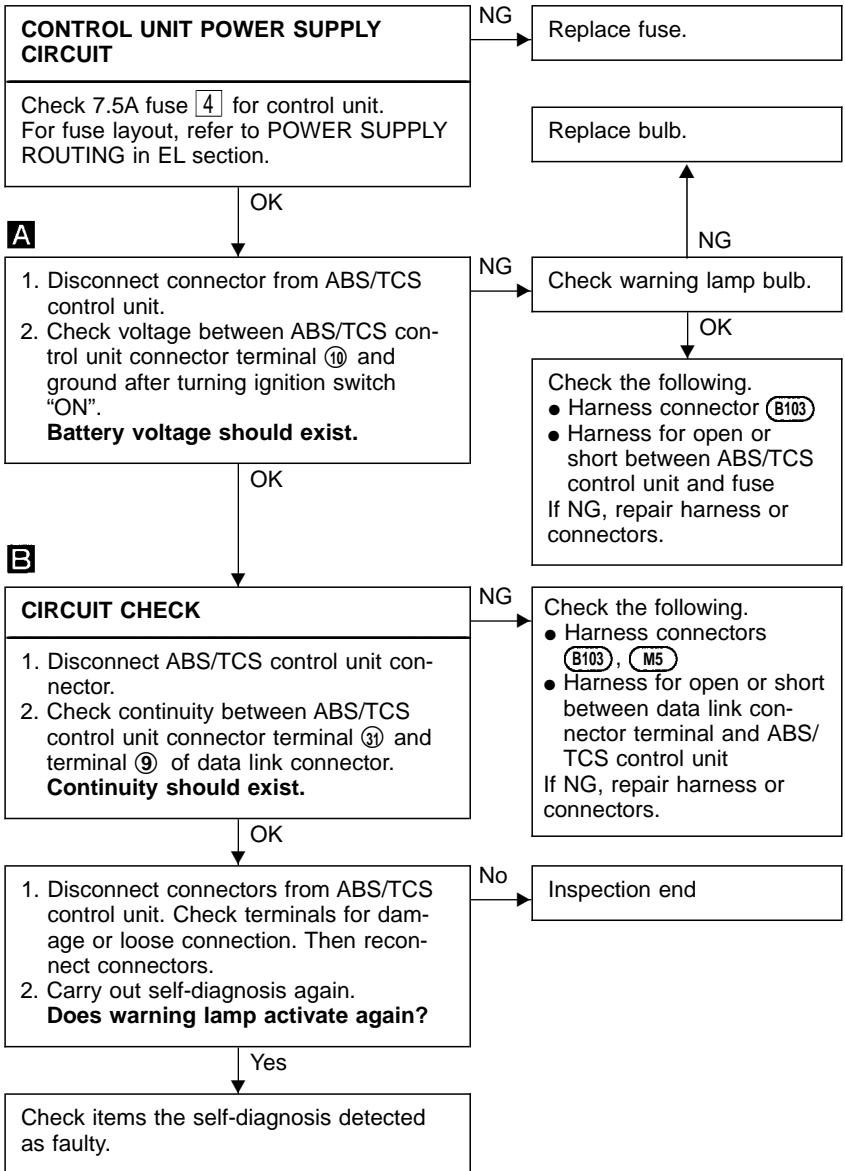 CONTROL UNIT POWER SUPPLY
CIRCUIT
Check 7.5A fuse 4 for control unit.
For fuse layout, refer to POWER SUPPLY
ROUTING in EL section.
NG
Replace fuse.
Replace bulb.
OK
A
1. Disconnect connector from ABS/TCS
control unit.
2. Check voltage between ABS/TCS con-
trol unit connector terminal ⑩ and
ground after turning ignition switch
“ON”.
Battery voltage should exist.
NG
Check warning lamp bulb.
NG
OK
Check the following.
● Harness connector (B103)
● Harness for open or
short between ABS/TCS
control unit and fuse
If NG, repair harness or
connectors.
OK
B
CIRCUIT CHECK
1. Disconnect ABS/TCS control unit con-
nector.
2. Check continuity between ABS/TCS
control unit connector terminal ㉛ and
terminal ⑨ of data link connector.
Continuity should exist.
NG
Check the following.
● Harness connectors
(B103), (M5)
● Harness for open or short
between data link con-
nector terminal and ABS/
TCS control unit
If NG, repair harness or
connectors.
OK
1. Disconnect connectors from ABS/TCS
control unit. Check terminals for dam-
age or loose connection. Then recon-
nect connectors.
2. Carry out self-diagnosis again.
Does warning lamp activate again?
No
Inspection end
Yes
Check items the self-diagnosis detected
as faulty.